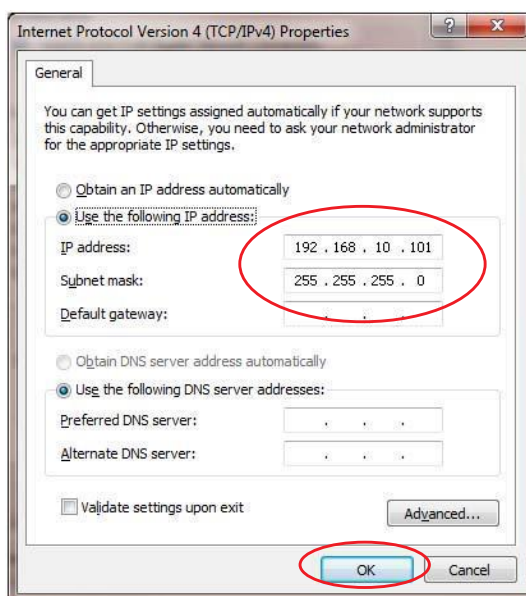 Internet Protocol Version 4 (TCP/IPv4) Properties
?
General
You can get IP settings assigned automatically if your network supports
this capability. Otherwise, you need to ask your network administrator
for the appropriate IP settings.
Obtain an IP address automatically
Use the following IP address:
IP address: 192 . 168 . 10 . 101
Subnet mask: 255 . 255 . 255 . 0
Default gateway: . . .
Obtain DNS server address automatically
Use the following DNS server addresses:
Preferred DNS server: . . .
Alternate DNS server: . . .
Validate settings upon exit
Advanced...
OK Cancel